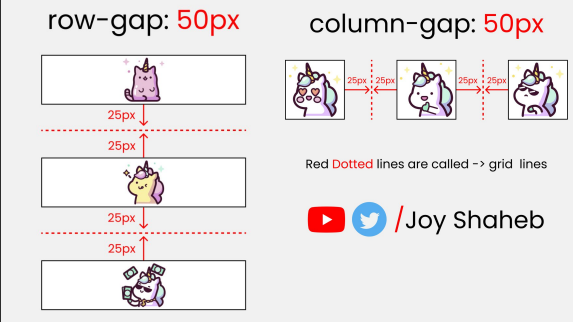 row-gap: 50px
25px
25px
25px
25px
column-gap: 50px
25px 25px 25px 25px
Red Dotted lines are called -> grid lines
/Joy Shaheb